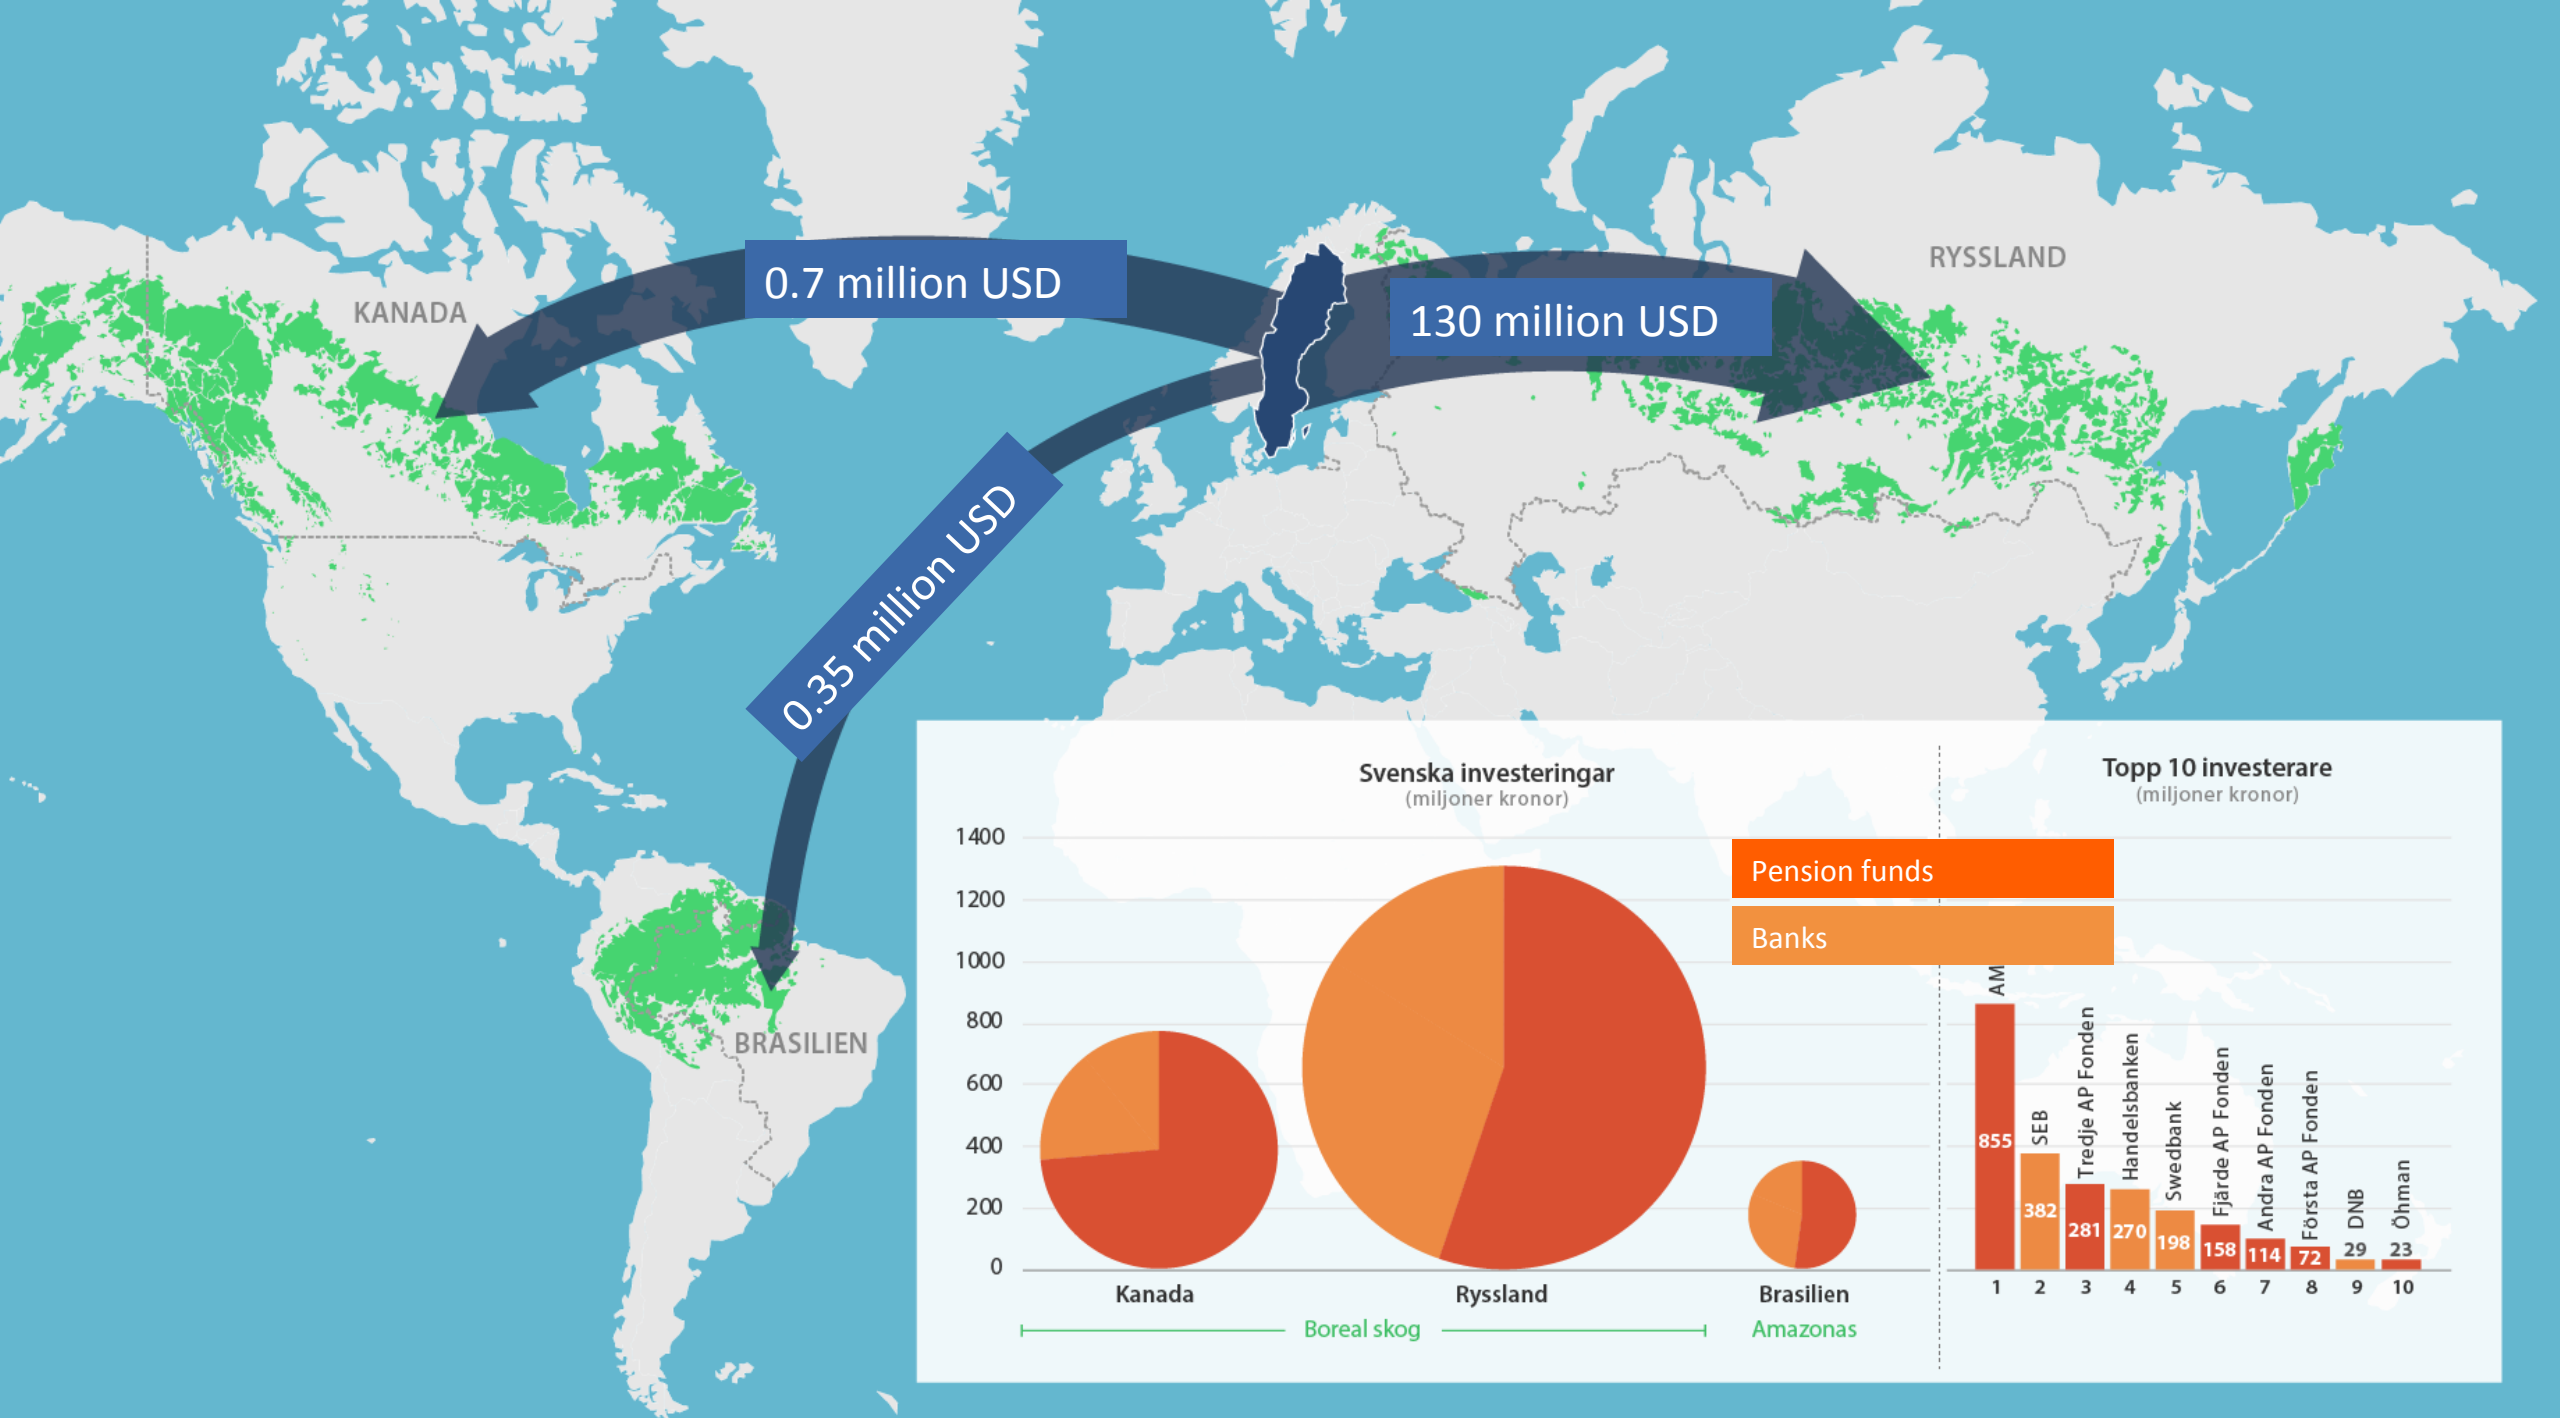 KANADA
RYSSLAND
BRASILIEN
0.7 million USD
130 million USD
0.35 million USD
Svenska investeringar
(miljoner kronor)
1400
1200
1000
800
600
400
200
0
Kanada
Ryssland
Brasilien
Boreal skog
Amazonas
Pension funds
Banks
Topp 10 investerare
(miljoner kronor)
AM
SEB
Tredje AP Fonden
Handelsbanken
Swedbank
Fjärde AP Fonden
Andra AP Fonden
Första AP Fonden
DNB
Öhman
855
382
281
270
198
158
114
72
29
23
1 2 3 4 5 6 7 8 9 10